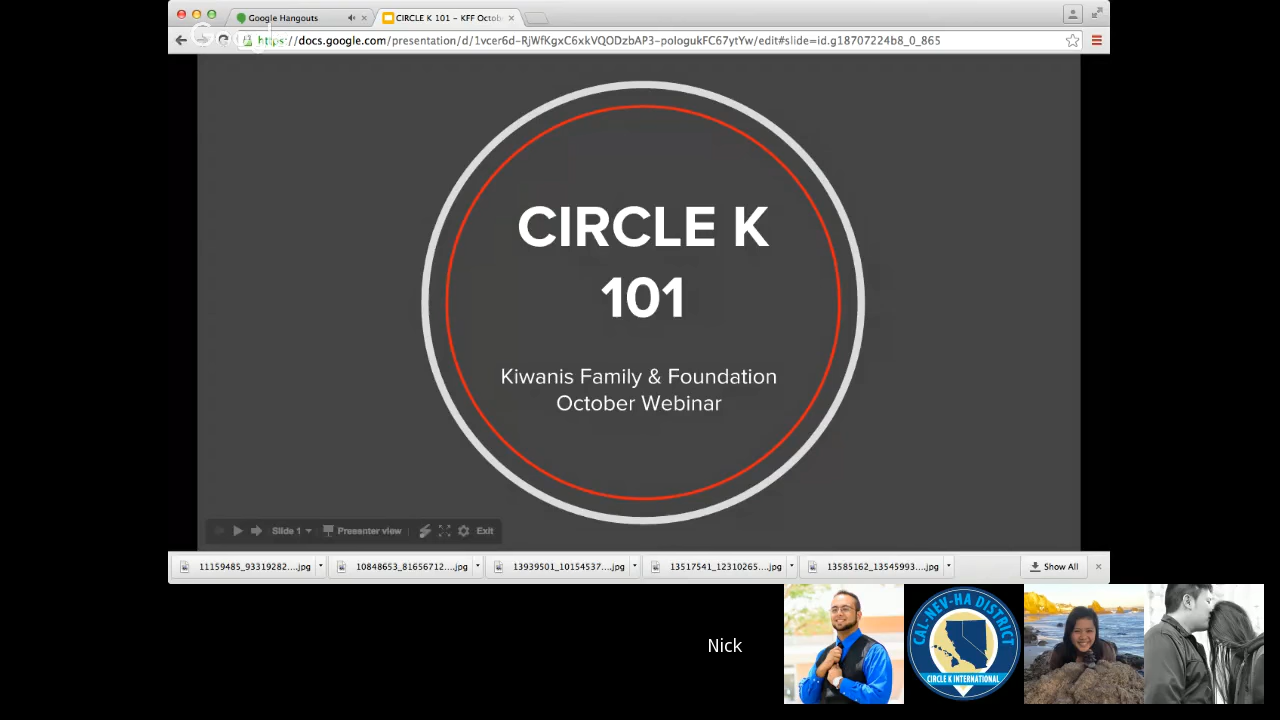 Google Hangouts
CIRCLE K 101 – KFF Octob
https://docs.google.com/presentation/d/1vcer6d-RjWfKgxC6xkVQODzbAP3-pologukFC67ytYw/edit#slide=id.g18707224b8_0_865
CIRCLE K
101
Kiwanis Family & Foundation
October Webinar
Slide 1
Presenter view
Exit
11159485_93319282....jpg
10848653_81656712....jpg
13939501_10154537....jpg
13517541_12310265....jpg
13585162_13545993....jpg
Show All
Nick
CAL-NEV-HA DISTRICT
CIRCLE K INTERNATIONAL